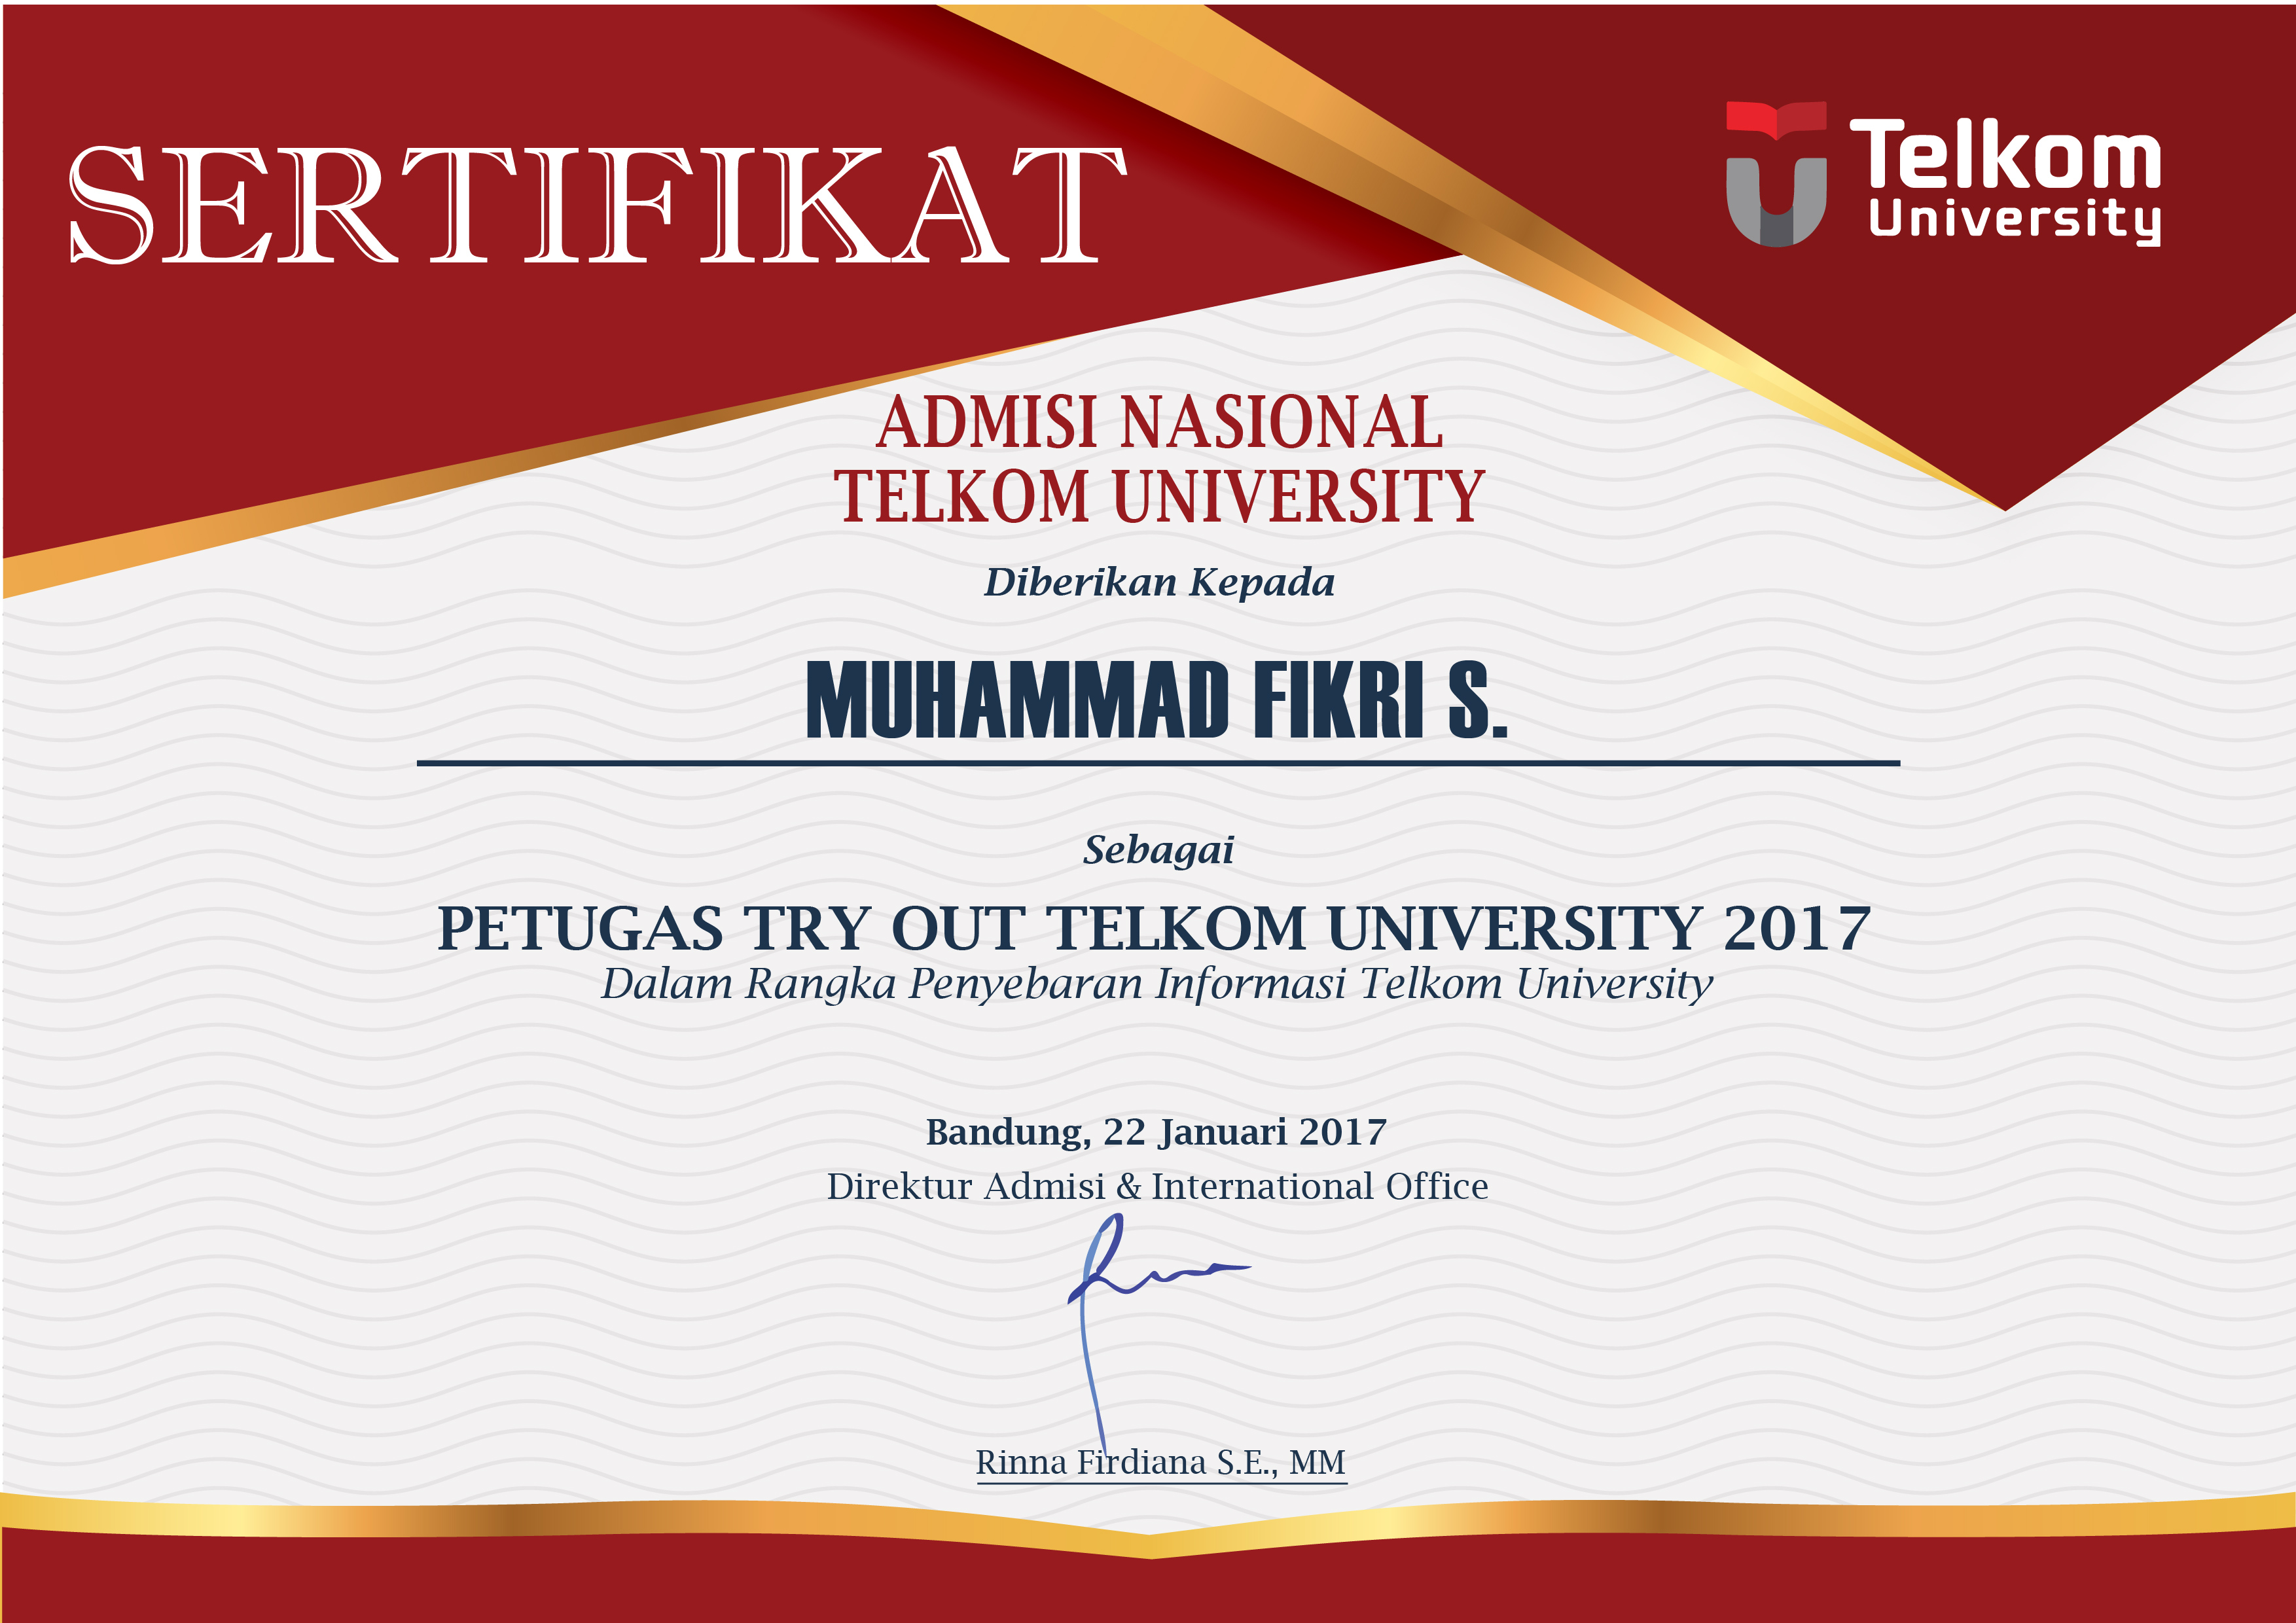 SERTIFIKAT
Telkom
University
ADMISI NASIONAL
TELKOM UNIVERSITY
Diberikan Kepada
MUHAMMAD FIKRI S.
Sebagai
PETUGAS TRY OUT TELKOM UNIVERSITY 2017
Dalam Rangka Penyebaran Informasi Telkom University
Bandung, 22 Januari 2017
Direktur Admisi & International Office
Rinna Firdiana S.E., MM